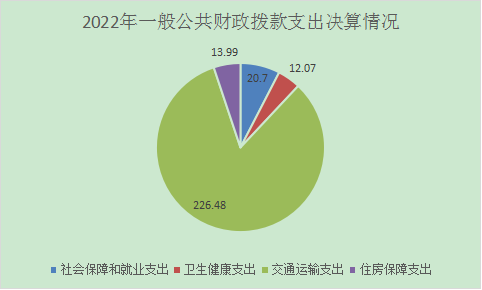 2022年一般公共财政拨款支出决算情况
13.99
20.7
12.07
226.48
社会保障和就业支出 卫生健康支出 交通运输支出 住房保障支出